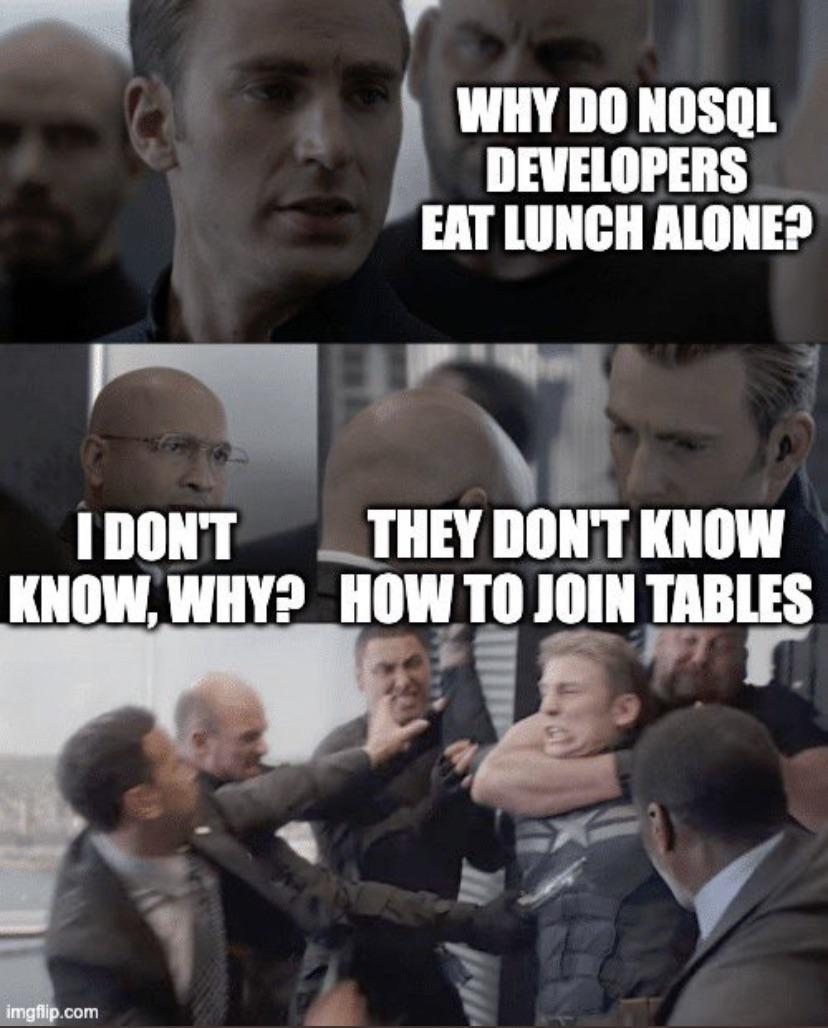 WHY DO NOSQL
DEVELOPERS
EAT LUNCH ALONE?
I DON'T
KNOW, WHY?
THEY DON'T KNOW
HOW TO JOIN TABLES
imgflip.com